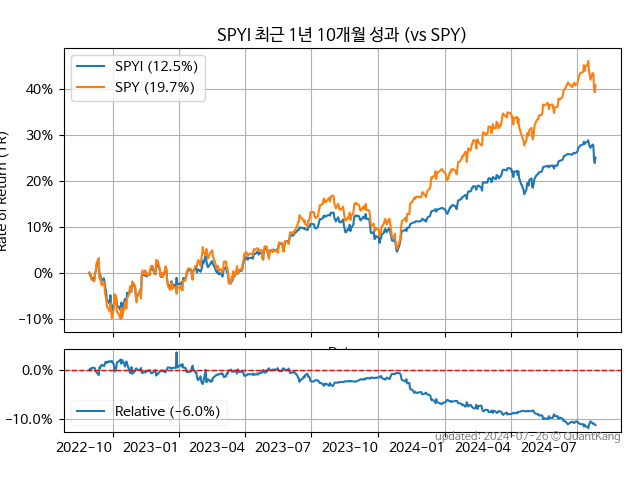 SPYI 최근 1년 10개월 성과 (vs SPY)
SPYI (12.5%)
SPY (19.7%)
40%
30%
20%
10%
0%
−10%
Rate of Return (TR)
0.0%
−10.0%
Relative (−6.0%)
2022−10 2023−01 2023−04 2023−07 2023−10 2024−01 2024−04 2024−07
updated: 2024-07-26 © QuantKang